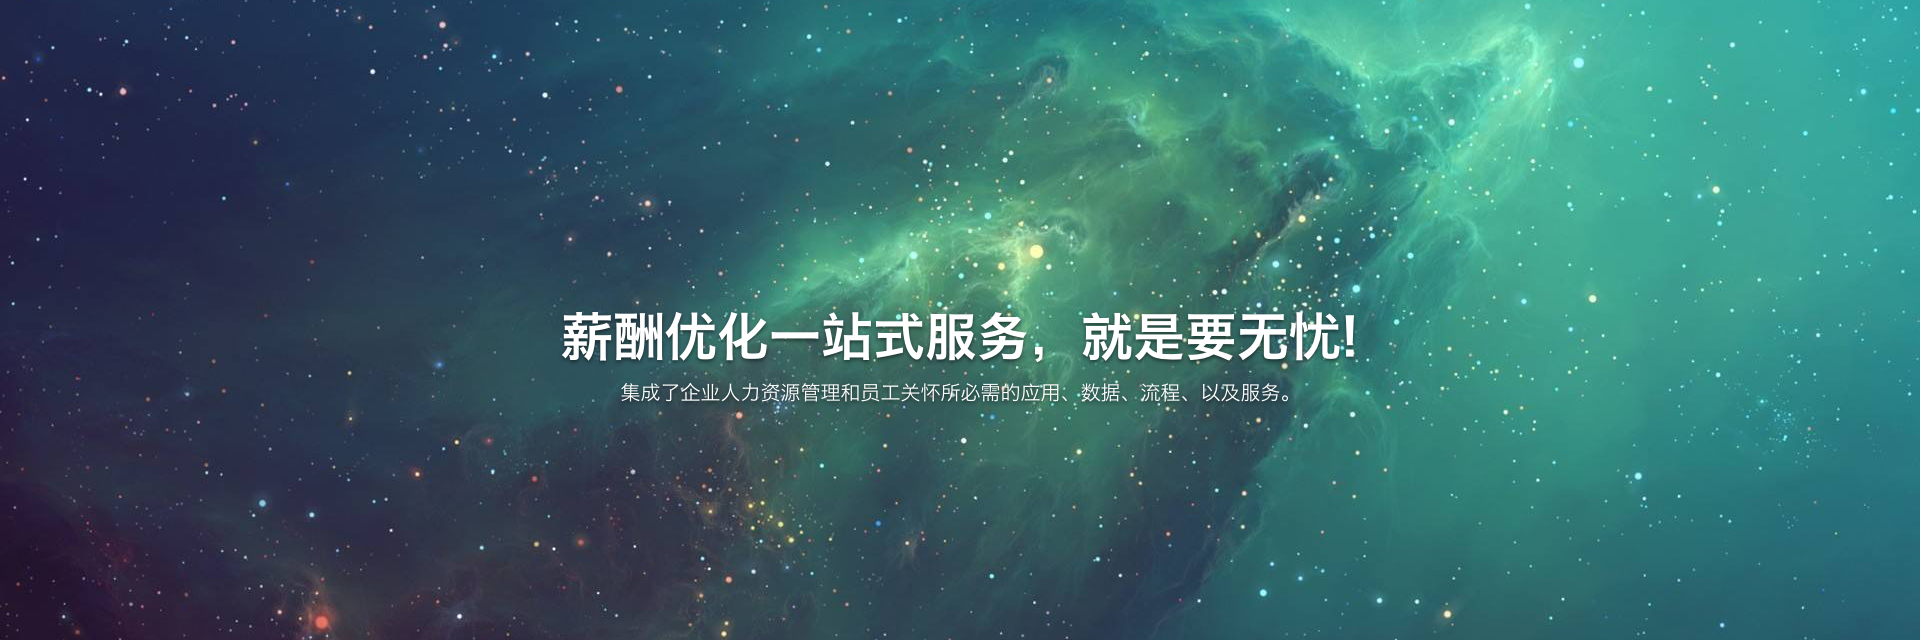 薪酬优化一站式服务，就是要无忧!
集成了企业人力资源管理和员工关怀所必需的应用、数据、流程、以及服务。